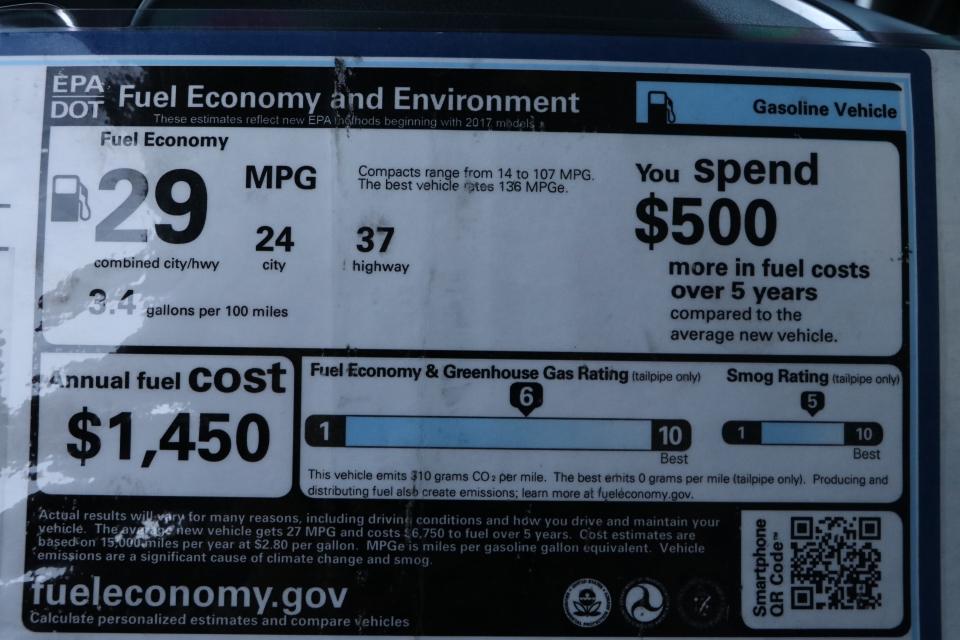 EPA
DOT
Fuel Economy and Environment
These estimates reflect new EPA methods beginning with 2017 models.
Gasoline Vehicle
Fuel Economy
29
MPG
combined city/hwy
24
city
37
highway
3.4 gallons per 100 miles
Compacts range from 14 to 107 MPG.
The best vehicle rates 136 MPGe.
You spend
$500
more in fuel costs
over 5 years
compared to the
average new vehicle.
Annual fuel cost
$1,450
Fuel Economy & Greenhouse Gas Rating (tailpipe only)
6
1
10
Best
Smog Rating (tailpipe only)
5
1
10
Best
This vehicle emits 310 grams CO₂ per mile. The best emits 0 grams per mile (tailpipe only). Producing and
distributing fuel also create emissions; learn more at fueleconomy.gov.
Actual results will vary for many reasons, including driving conditions and how you drive and maintain your
vehicle. The average new vehicle gets 27 MPG and costs $6,750 to fuel over 5 years. Cost estimates are
based on 15,000 miles per year at $2.80 per gallon. MPGe is miles per gasoline gallon equivalent. Vehicle
emissions are a significant cause of climate change and smog.
fueleconomy.gov
Calculate personalized estimates and compare vehicles
Smartphone
QR Code™